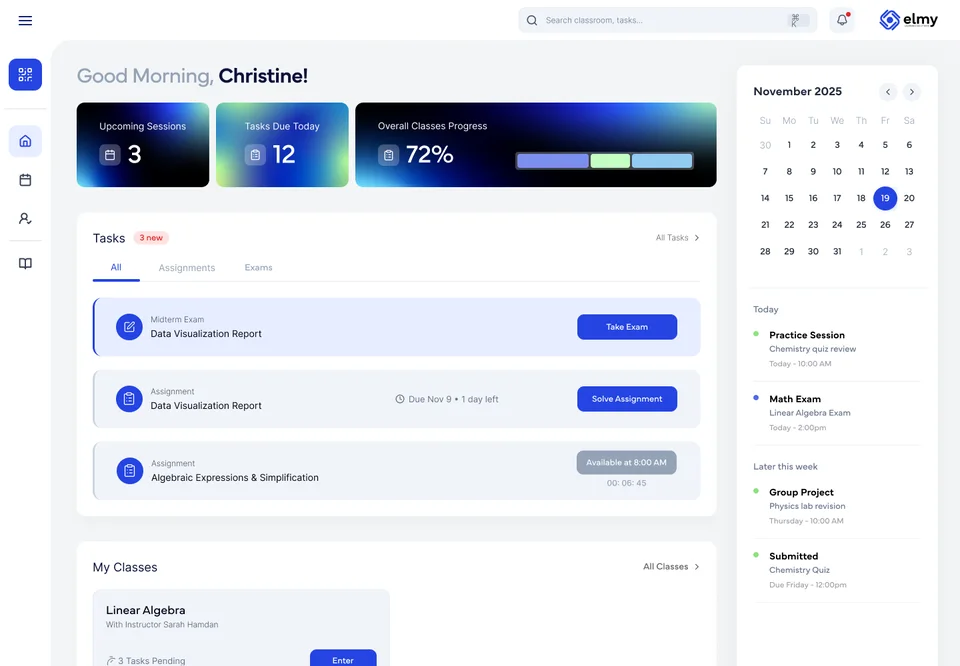 Search classroom, tasks...
⌘ K
elmy
Good Morning, Christine!
Upcoming Sessions
3
Tasks Due Today
12
Overall Classes Progress
72%
Tasks
3 new
All Tasks
All
Assignments
Exams
Midterm Exam
Data Visualization Report
Take Exam
Assignment
Data Visualization Report
Due Nov 9 • 1 day left
Solve Assignment
Assignment
Algebraic Expressions & Simplification
Available at 8:00 AM
00: 06: 45
My Classes
All Classes
Linear Algebra
With Instructor Sarah Hamdan
3 Tasks Pending
Enter
November 2025
Su Mo Tu We Th Fr Sa
30 1 2 3 4 5 6
7 8 9 10 11 12 13
14 15 16 17 18 19 20
21 22 23 24 25 26 27
28 29 30 31 1 2 3
Today
Practice Session
Chemistry quiz review
Today - 10:00 AM
Math Exam
Linear Algebra Exam
Today - 2:00pm
Later this week
Group Project
Physics lab revision
Thursday - 10:00 AM
Submitted
Chemistry Quiz
Due Friday - 12:00pm